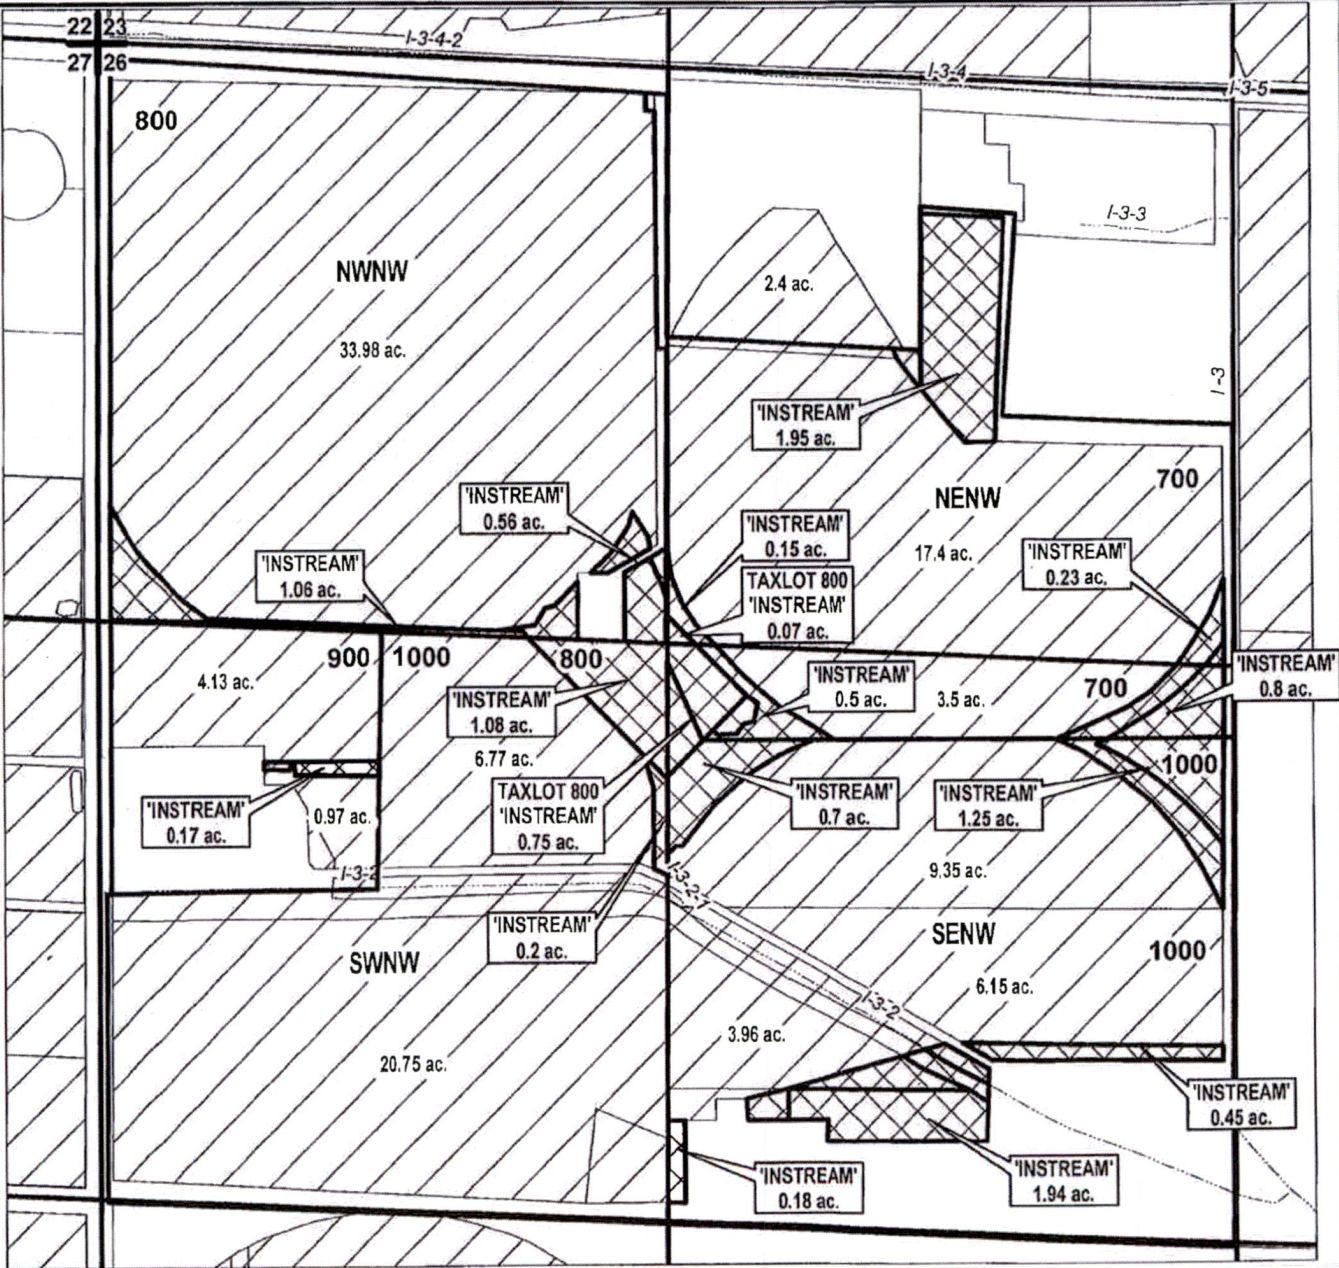 22 23
I-3-4-2
27 26
I-3-4
I-3-5
800
I-3-3
NWNW
2.4 ac.
33.98 ac.
I-3
'INSTREAM'
1.95 ac.
700
'INSTREAM'
0.56 ac.
NENW
'INSTREAM'
0.15 ac.
17.4 ac.
'INSTREAM'
0.23 ac.
'INSTREAM'
1.06 ac.
TAXLOT 800
'INSTREAM'
0.07 ac.
900 1000
800
4.13 ac.
'INSTREAM'
0.8 ac.
'INSTREAM'
0.5 ac.
3.5 ac.
700
'INSTREAM'
1.08 ac.
6.77 ac.
1000
TAXLOT 800
'INSTREAM'
0.75 ac.
'INSTREAM'
0.7 ac.
'INSTREAM'
1.25 ac.
'INSTREAM'
0.17 ac.
0.97 ac.
I-3-2
I-3-2-7
9.35 ac.
'INSTREAM'
0.2 ac.
SENW
SWNW
1000
6.15 ac.
I-3-2
3.96 ac.
20.75 ac.
'INSTREAM'
0.45 ac.
'INSTREAM'
0.18 ac.
'INSTREAM'
1.94 ac.